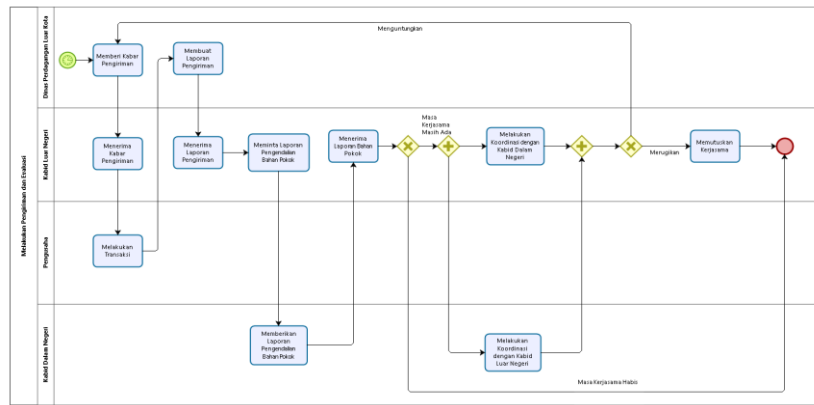 Melakukan Pengiriman dan Evaluasi
Dinas Perdagangan Luar Kota
Menguntungkan
Memberi Kabar
Pengiriman
Membuat
Laporan
Pengiriman
Kabid Luar Negeri
Menerima
Kabar
Pengiriman
Menerima
Laporan
Pengiriman
Meminta Laporan
Pengendalian
Bahan Pokok
Menerima
Laporan Bahan
Pokok
Masa
Kerjasama
Masih Ada
Melakukan
Koordinasi dengan
Kabid Dalam
Negeri
Merugikan
Memutuskan
Kerjasama
Pengusaha
Melakukan
Transaksi
Kabid Dalam Negeri
Memberikan
Laporan
Pengendalian
Bahan Pokok
Melakukan
Koordinasi
dengan Kabid
Luar Negeri
Masa Kerjasama Habis